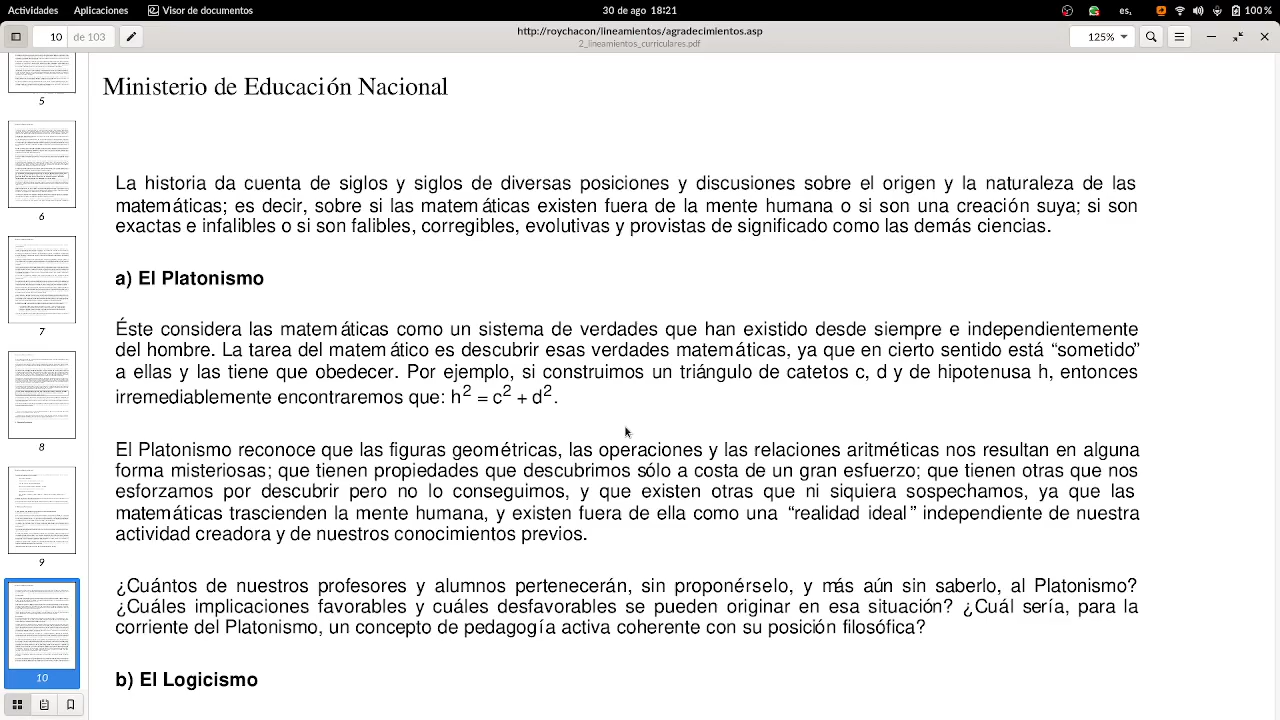 Actividades Aplicaciones Visor de documentos 30 de ago 18:21 es, 100 %
10 de 103 http://roychacon/lineamientos/agradecimientos.asp 125%
2_lineamientos_curriculares.pdf
5
6
7
8
9
10
Ministerio de Educación Nacional
La historia da cuenta de siglos y siglos de diversas posiciones y discusiones sobre el origen y la naturaleza de las
matemáticas; es decir, sobre si las matemáticas existen fuera de la mente humana o si son una creación suya; si son
exactas e infalibles o si son falibles, corregibles, evolutivas y provistas de significado como las demás ciencias.
a) El Platonismo
Éste considera las matemáticas como un sistema de verdades que han existido desde siempre e independientemente
del hombre. La tarea del matemático es descubrir esas verdades matemáticas, ya que en cierto sentido está “sometido”
a ellas y las tiene que obedecer. Por ejemplo, si construimos un triángulo de catetos c, d y de hipotenusa h, entonces
irremediablemente encontraremos que: h² = c² + d².
El Platonismo reconoce que las figuras geométricas, las operaciones y las relaciones aritméticas nos resultan en alguna
forma misteriosas; que tienen propiedades que descubrimos sólo a costa de un gran esfuerzo; que tienen otras que nos
esforzamos por descubrir pero no lo conseguimos, y que existen otras que ni siquiera sospechamos, ya que las
matemáticas trascienden la mente humana, y existen fuera de ella como una “realidad ideal” independiente de nuestra
actividad creadora y de nuestros conocimientos previos.
¿Cuántos de nuestros profesores y alumnos pertenecerán, sin proponérselo, y más aún, sin saberlo, al Platonismo?
¿Cuáles situaciones favorables y cuáles desfavorables se pueden originar en esa situación? ¿Cuál sería, para la
corriente del Platonismo, un concepto de pedagogía activa coherente con su posición filosófica?
b) El Logicismo